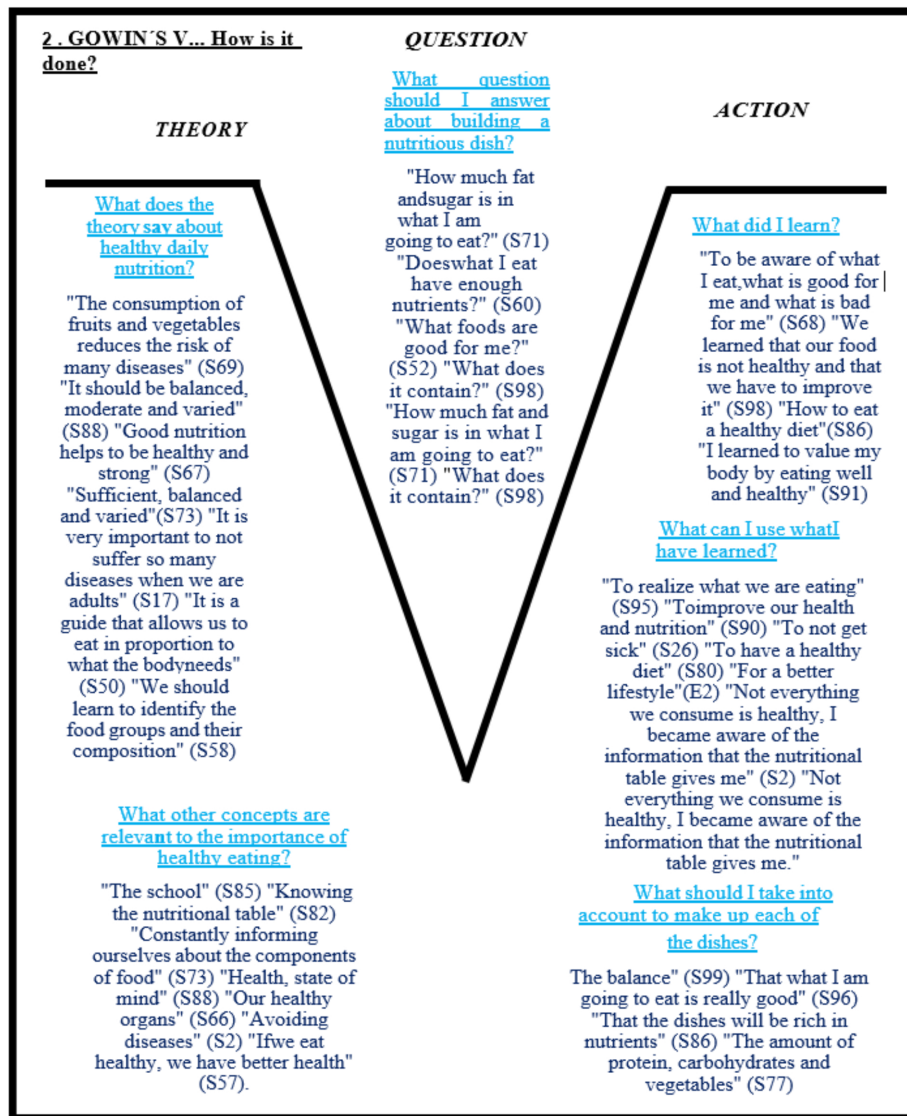 2 . GOWIN´S V... How is it
done?
QUESTION
What question
should I answer
about building a
nutritious dish?
"How much fat
andsugar is in
what I am
going to eat?" (S71)
"Doeswhat I eat
have enough
nutrients?" (S60)
"What foods are
good for me?"
(S52) "What does
it contain?" (S98)
"How much fat and
sugar is in what I
am going to eat?"
(S71) "What does
it contain?" (S98)
THEORY
What does the
theory say about
healthy daily
nutrition?
"The consumption of
fruits and vegetables
reduces the risk of
many diseases" (S69)
"It should be balanced,
moderate and varied"
(S88) "Good nutrition
helps to be healthy and
strong" (S67)
"Sufficient, balanced
and varied"(S73) "It is
very important to not
suffer so many
diseases when we are
adults" (S17) "It is a
guide that allows us to
eat in proportion to
what the bodyneeds"
(S50) "We should
learn to identify the
food groups and their
composition" (S58)
What other concepts are
relevant to the importance of
healthy eating?
"The school" (S85) "Knowing
the nutritional table" (S82)
"Constantly informing
ourselves about the components
of food" (S73) "Health, state of
mind" (S88) "Our healthy
organs" (S66) "Avoiding
diseases" (S2) "Ifwe eat
healthy, we have better health"
(S57).
ACTION
What did I learn?
"To be aware of what
I eat,what is good for
me and what is bad
for me" (S68) "We
learned that our food
is not healthy and that
we have to improve
it" (S98) "How to eat
a healthy diet"(S86)
"I learned to value my
body by eating well
and healthy" (S91)
What can I use whatI
have learned?
"To realize what we are eating"
(S95) "Toimprove our health
and nutrition" (S90) "To not get
sick" (S26) "To have a healthy
diet" (S80) "For a better
lifestyle"(E2) "Not everything
we consume is healthy, I
became aware of the
information that the nutritional
table gives me" (S2) "Not
everything we consume is
healthy, I became aware of the
information that the nutritional
table gives me."
What should I take into
account to make up each of
the dishes?
The balance" (S99) "That what I am
going to eat is really good" (S96)
"That the dishes will be rich in
nutrients" (S86) "The amount of
protein, carbohydrates and
vegetables" (S77)